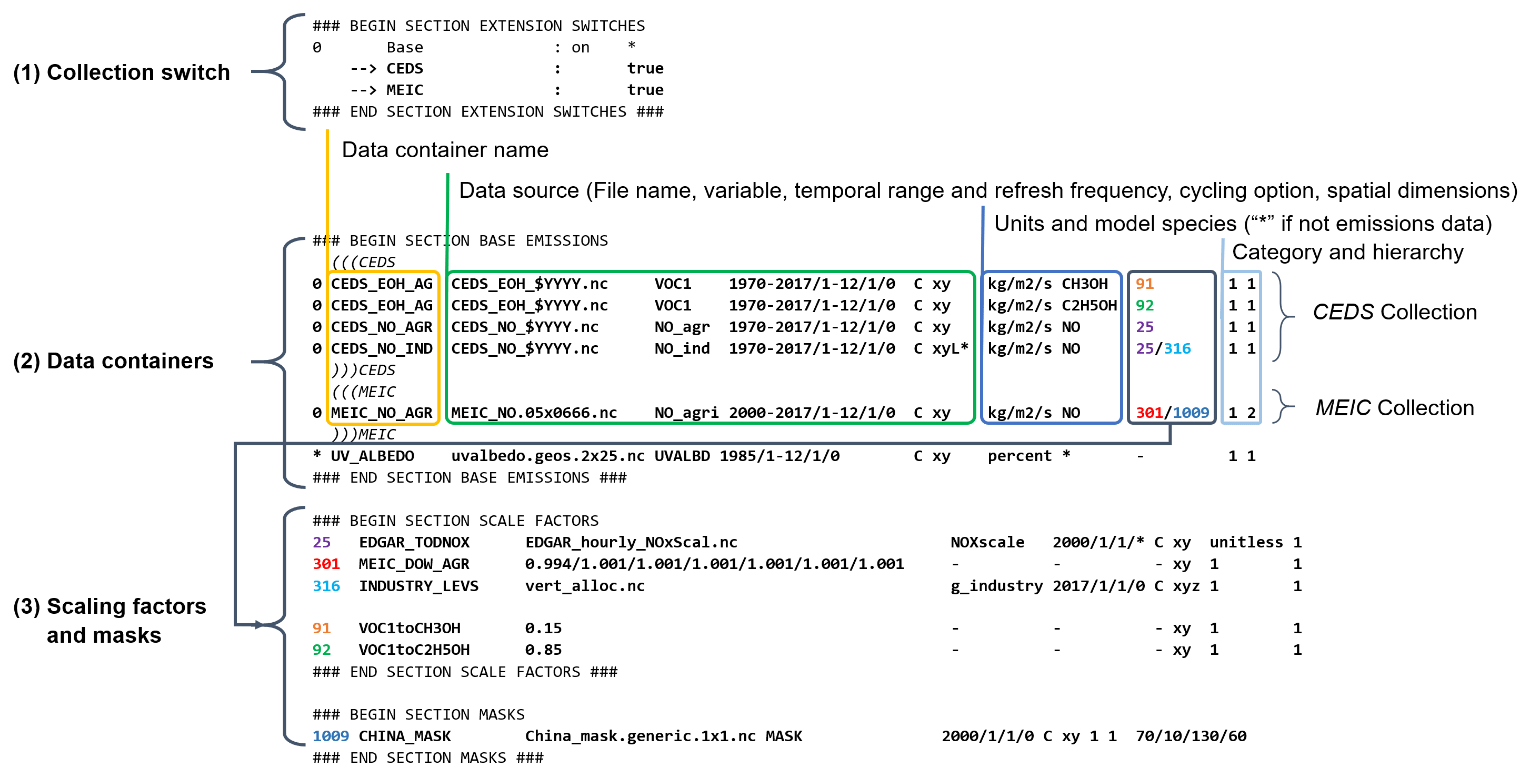 ### BEGIN SECTION EXTENSION SWITCHES
0 Base : on *
--> CEDS : true
(1) Collection switch
--> MEIC : true
### END SECTION EXTENSION SWITCHES ###
Data container name
Data source (File name, variable, temporal range and refresh frequency, cycling option, spatial dimensions)
Units and model species (“*” if not emissions data)
Category and hierarchy
### BEGIN SECTION BASE EMISSIONS
(((CEDS
0 CEDS_EOH_AG CEDS_EOH_$YYYY.nc VOC1 1970-2017/1-12/1/0 C xy kg/m2/s CH3OH 91 1 1
0 CEDS_EOH_AG CEDS_EOH_$YYYY.nc VOC1 1970-2017/1-12/1/0 C xy kg/m2/s C2H5OH 92 1 1
CEDS Collection
0 CEDS_NO_AGR CEDS_NO_$YYYY.nc NO_agr 1970-2017/1-12/1/0 C xy kg/m2/s NO 25 1 1
0 CEDS_NO_IND CEDS_NO_$YYYY.nc NO_ind 1970-2017/1-12/1/0 C xyL* kg/m2/s NO 25/316 1 1
(2) Data containers
)))CEDS
(((MEIC
0 MEIC_NO_AGR MEIC_NO.05x0666.nc NO_agri 2000-2017/1-12/1/0 C xy kg/m2/s NO 301/1009 1 2
MEIC Collection
)))MEIC
* UV_ALBEDO uvalbedo.geos.2x25.nc UVALBD 1985/1-12/1/0 C xy percent * - 1 1
### END SECTION BASE EMISSIONS ###
### BEGIN SECTION SCALE FACTORS
25 EDGAR_TODNOX EDGAR_hourly_NOxScal.nc NOXscale 2000/1/1/* C xy unitless 1
301 MEIC_DOW_AGR 0.994/1.001/1.001/1.001/1.001/1.001/1.001 - - - xy 1 1
316 INDUSTRY_LEVS vert_alloc.nc g_industry 2017/1/1/0 C xyz 1 1
(3) Scaling factors
and masks
91 VOC1toCH3OH 0.15 - - - xy 1 1
92 VOC1toC2H5OH 0.85 - - - xy 1 1
### END SECTION SCALE FACTORS ###
### BEGIN SECTION MASKS
1009 CHINA_MASK China_mask.generic.1x1.nc MASK 2000/1/1/0 C xy 1 1 70/10/130/60
### END SECTION MASKS ###